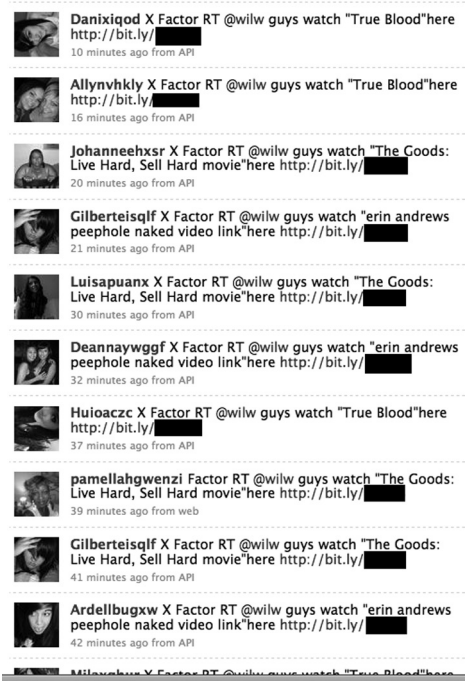 Danixiqod X Factor RT @wilw guys watch "True Blood"here
http://bit.ly/
10 minutes ago from API
Allynvhkly X Factor RT @wilw guys watch "True Blood"here
http://bit.ly/
16 minutes ago from API
Johanneehxsr X Factor RT @wilw guys watch "The Goods:
Live Hard, Sell Hard movie"here http://bit.ly/
20 minutes ago from API
Gilberteisqlf X Factor RT @wilw guys watch "erin andrews
peephole naked video link"here http://bit.ly/
21 minutes ago from API
Luisapuanx X Factor RT @wilw guys watch "The Goods:
Live Hard, Sell Hard movie"here http://bit.ly/
30 minutes ago from API
Deannaywggf X Factor RT @wilw guys watch "erin andrews
peephole naked video link"here http://bit.ly/
32 minutes ago from API
Huioaczc X Factor RT @wilw guys watch "True Blood"here
http://bit.ly/
37 minutes ago from API
pamellahgwenzi Factor RT @wilw guys watch "The Goods:
Live Hard, Sell Hard movie"here http://bit.ly/
39 minutes ago from web
Gilberteisqlf X Factor RT @wilw guys watch "The Goods:
Live Hard, Sell Hard movie"here http://bit.ly/
41 minutes ago from API
Ardellbugxw X Factor RT @wilw guys watch "erin andrews
peephole naked video link"here http://bit.ly/
42 minutes ago from API
X Factor RT @wilw guys watch "True Blood"here